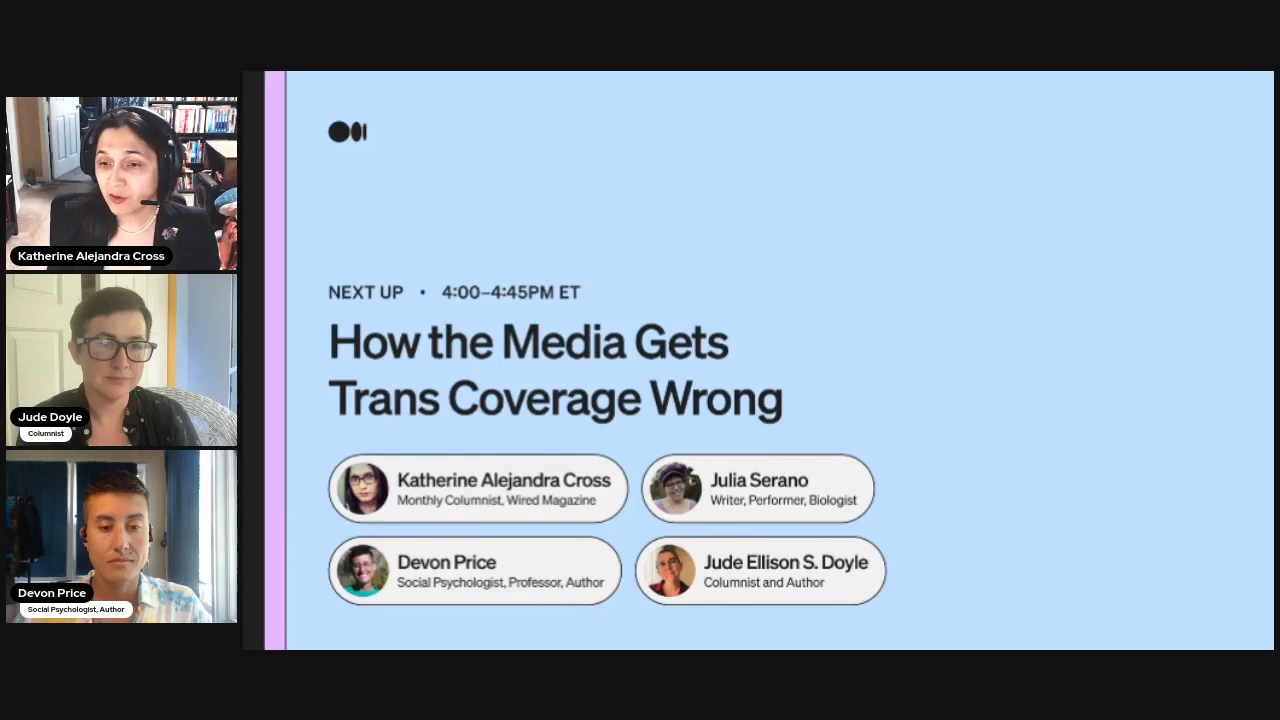 Katherine Alejandra Cross
Jude Doyle
Columnist
Devon Price
Social Psychologist, Author
NEXT UP • 4:00–4:45PM ET
How the Media Gets
Trans Coverage Wrong
Katherine Alejandra Cross
Monthly Columnist, Wired Magazine
Julia Serano
Writer, Performer, Biologist
Devon Price
Social Psychologist, Professor, Author
Jude Ellison S. Doyle
Columnist and Author